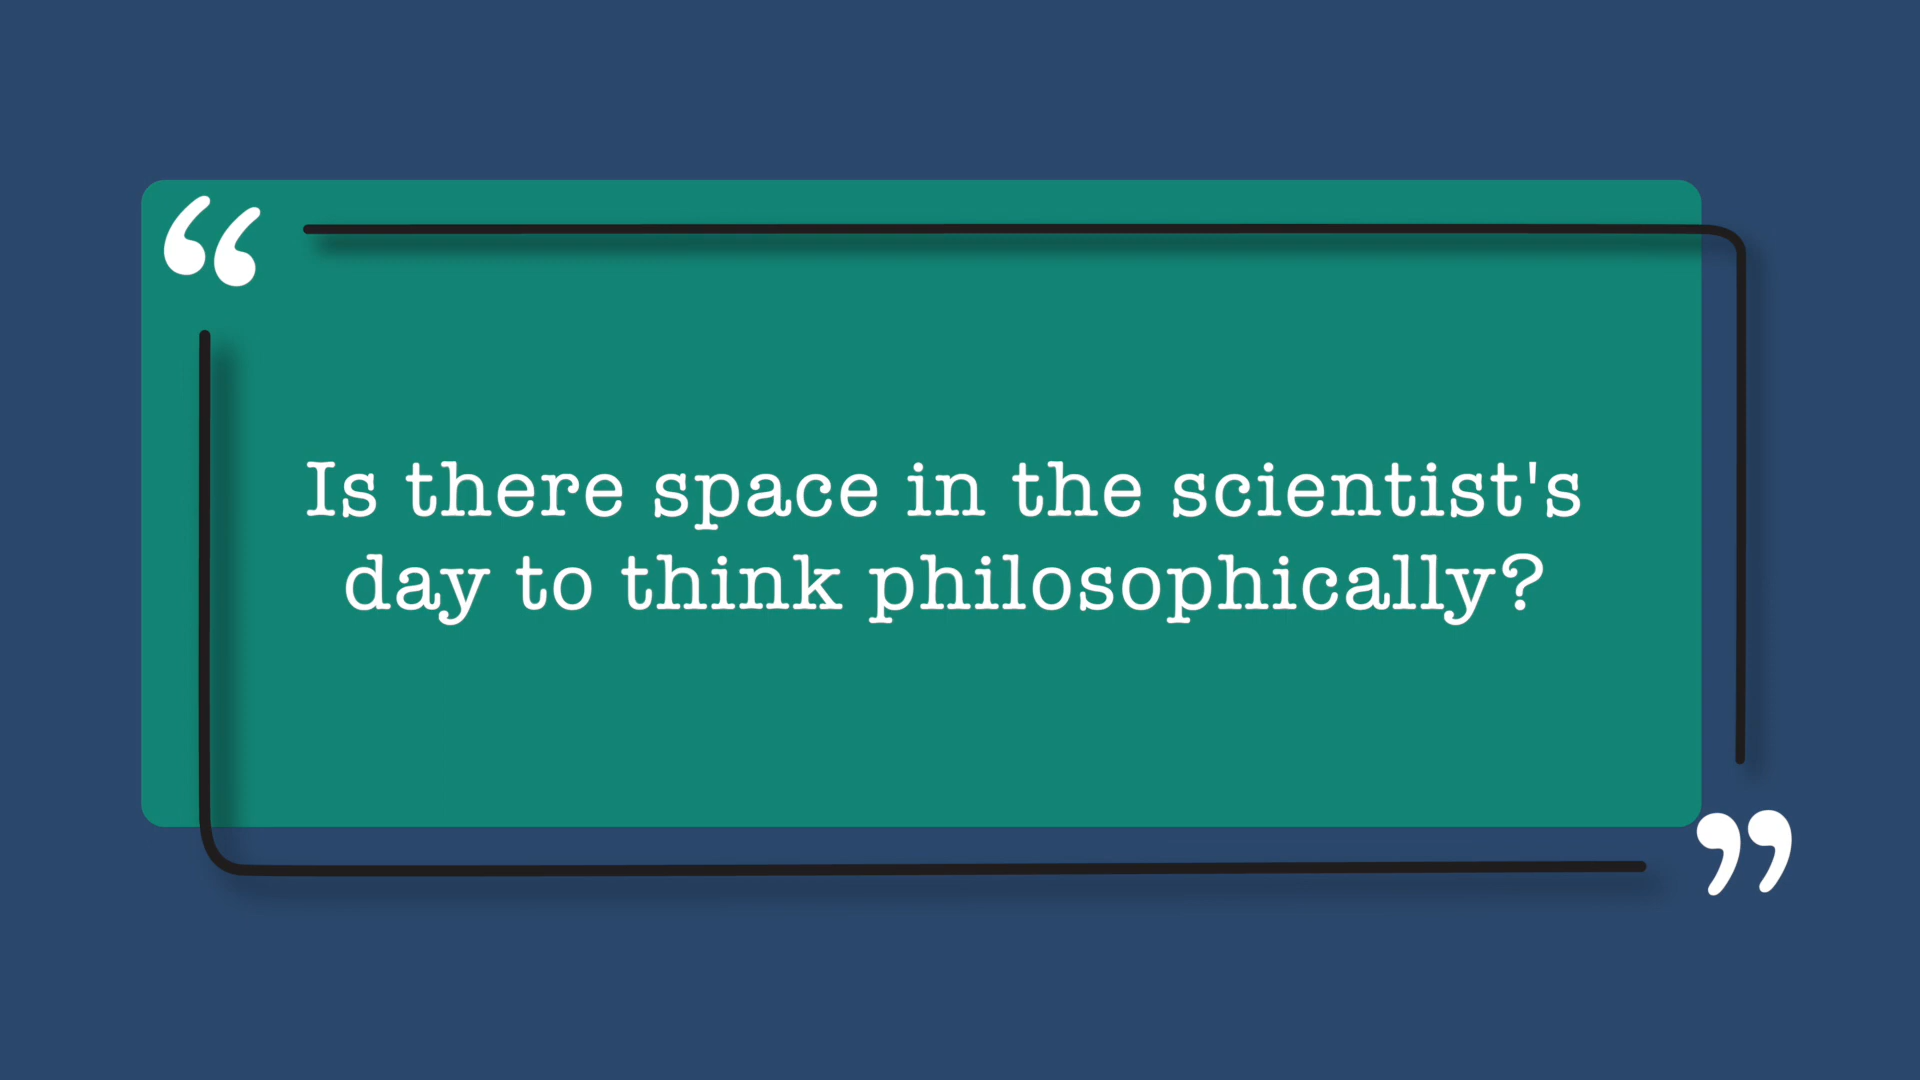 “
Is there space in the scientist's
day to think philosophically?
”